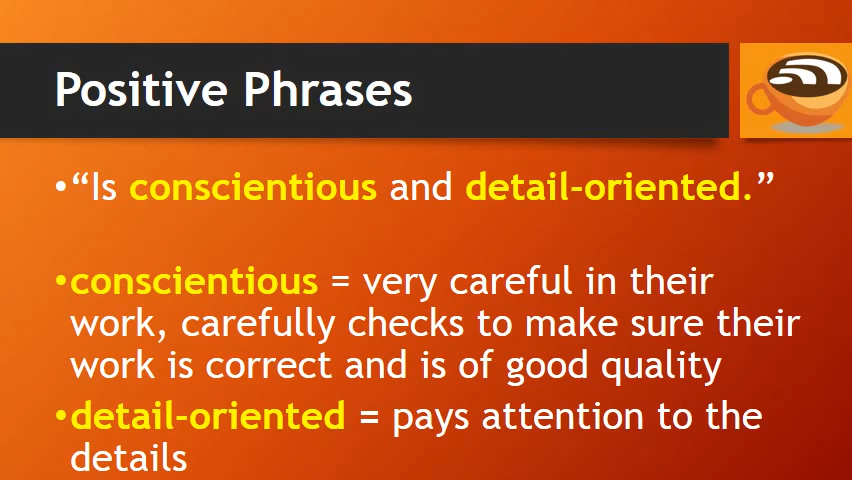 Positive Phrases
•“Is conscientious and detail-oriented.”
•conscientious = very careful in their
work, carefully checks to make sure their
work is correct and is of good quality
•detail-oriented = pays attention to the
details